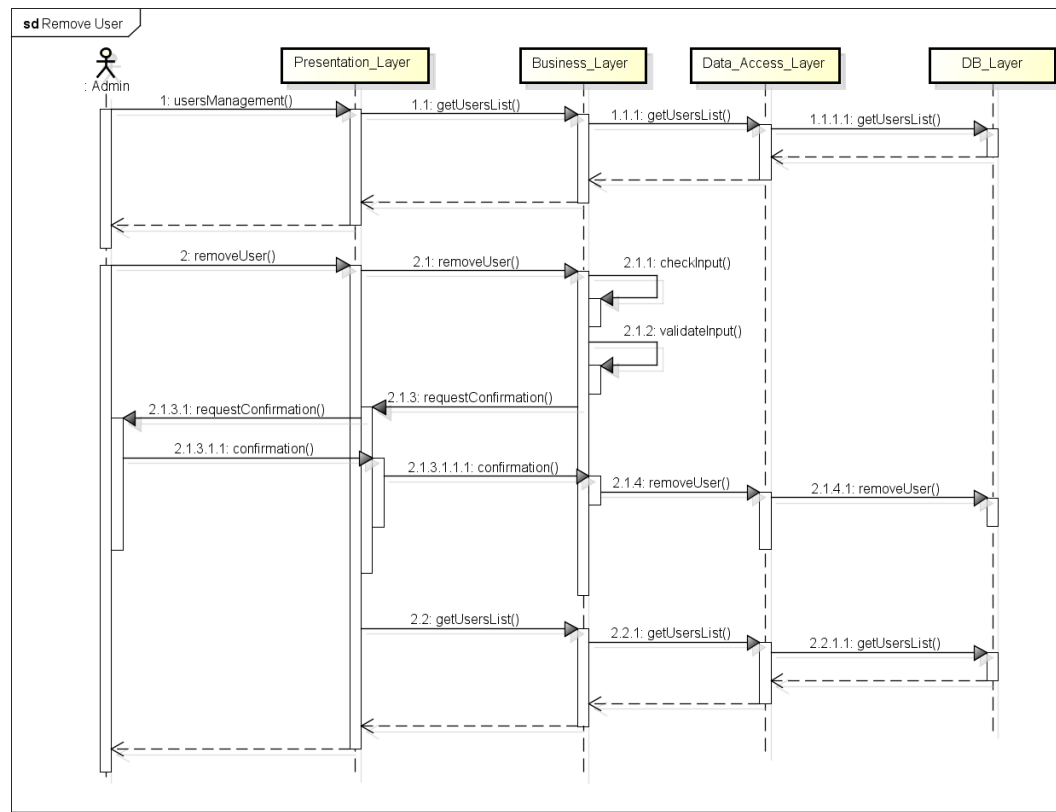 sd Remove User
: Admin
Presentation_Layer
Business_Layer
Data_Access_Layer
DB_Layer
1: usersManagement()
1.1: getUsersList()
1.1.1: getUsersList()
1.1.1.1: getUsersList()
2: removeUser()
2.1: removeUser()
2.1.1: checkInput()
2.1.2: validateInput()
2.1.3: requestConfirmation()
2.1.3.1: requestConfirmation()
2.1.3.1.1: confirmation()
2.1.3.1.1.1: confirmation()
2.1.4: removeUser()
2.1.4.1: removeUser()
2.2: getUsersList()
2.2.1: getUsersList()
2.2.1.1: getUsersList()